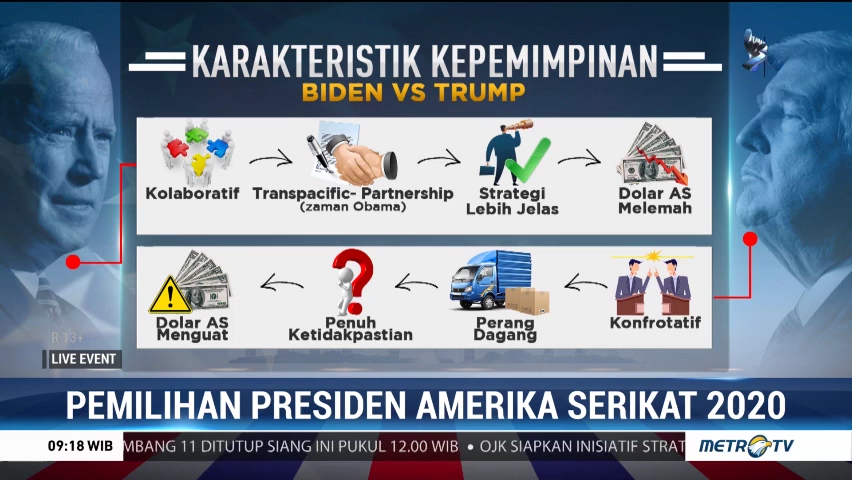 KARAKTERISTIK KEPEMIMPINAN
BIDEN VS TRUMP
Kolaboratif
Transpacific- Partnership
(zaman Obama)
Strategi
Lebih Jelas
Dolar AS
Melemah
Dolar AS
Menguat
Penuh
Ketidakpastian
Perang
Dagang
Konfrotatif
R 13+
LIVE EVENT
PEMILIHAN PRESIDEN AMERIKA SERIKAT 2020
09:18 WIB
MBANG 11 DITUTUP SIANG INI PUKUL 12.00 WIB • OJK SIAPKAN INISIATIF STRAT
METRO TV